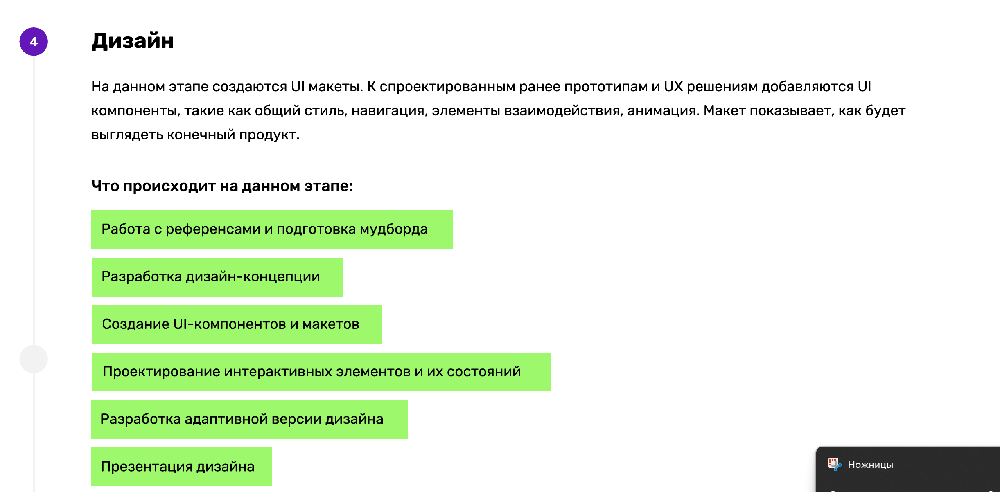 4
Дизайн
На данном этапе создаются UI макеты. К спроектированным ранее прототипам и UX решениям добавляются UI
компоненты, такие как общий стиль, навигация, элементы взаимодействия, анимация. Макет показывает, как будет
выглядеть конечный продукт.
Что происходит на данном этапе:
Работа с референсами и подготовка мудборда
Разработка дизайн-концепции
Создание UI-компонентов и макетов
Проектирование интерактивных элементов и их состояний
Разработка адаптивной версии дизайна
Презентация дизайна
Ножницы